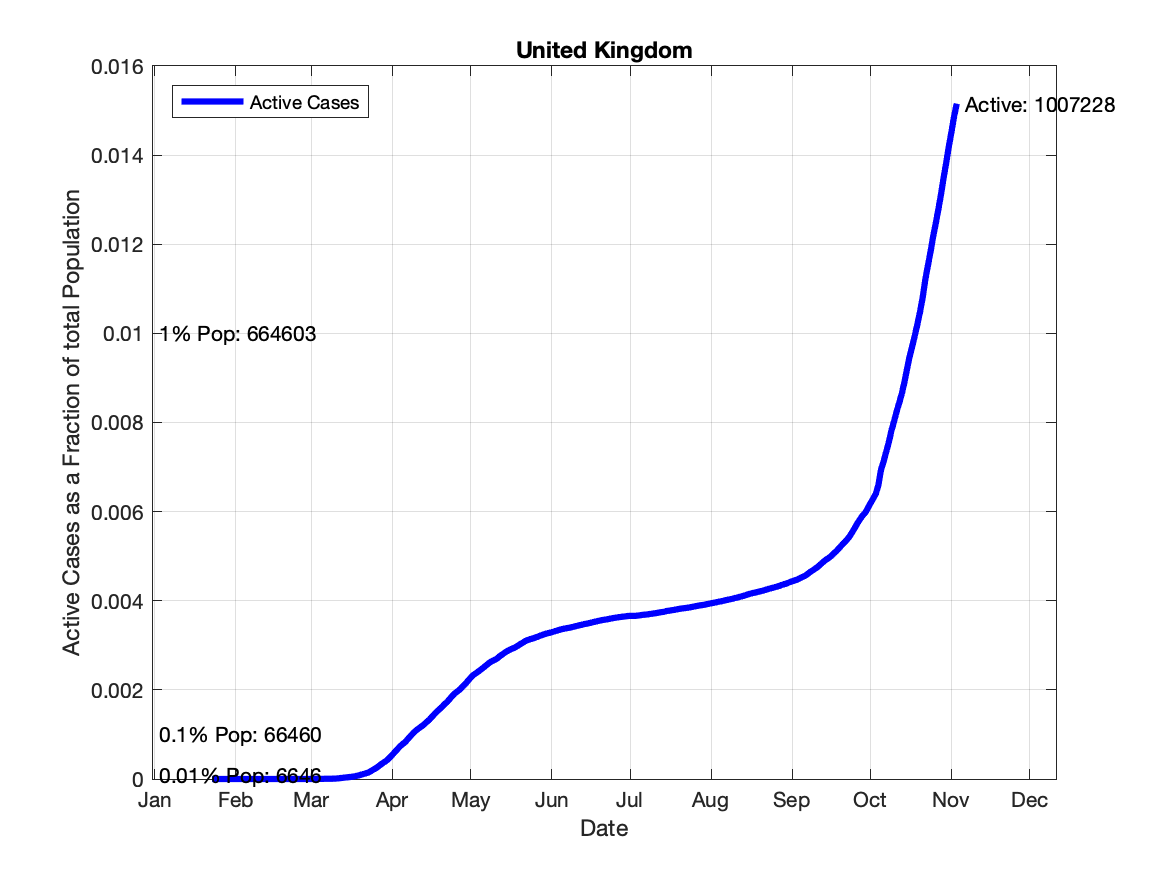 United Kingdom
0.016
Active Cases
Active: 1007228
0.014
0.012
0.01
1% Pop: 664603
0.008
0.006
0.004
0.002
0.1% Pop: 66460
0
0.01% Pop: 6646
Active Cases as a Fraction of total Population
Jan Feb Mar Apr May Jun Jul Aug Sep Oct Nov Dec
Date